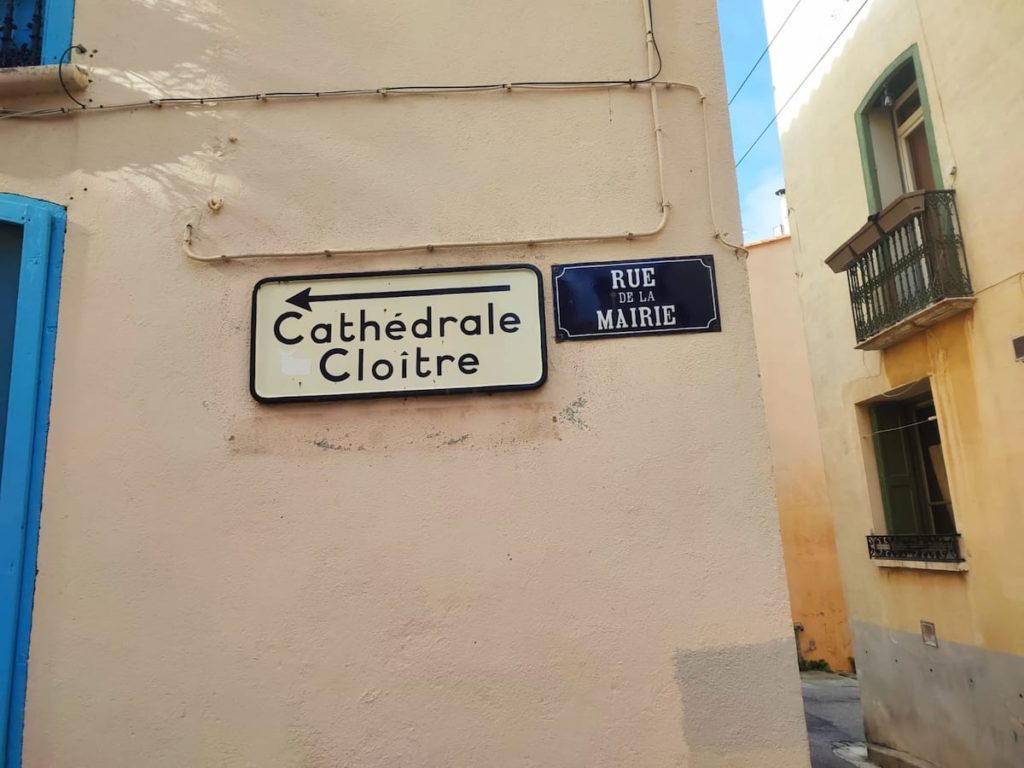 Cathédrale
Cloître
RUE
DE LA
MAIRIE